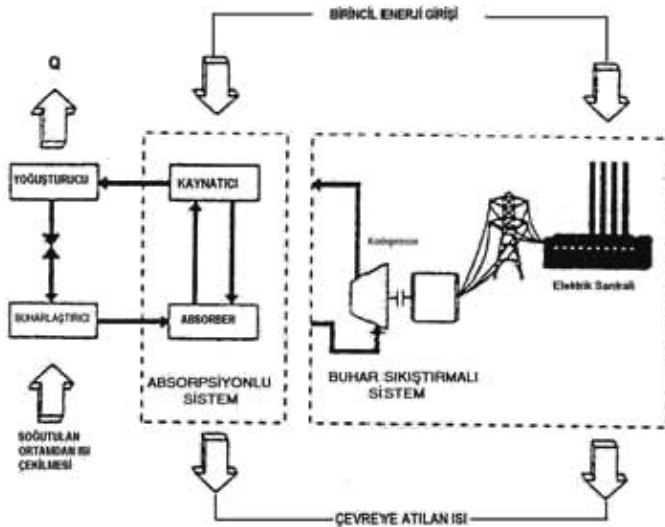 BİRİNCİL ENERJİ GİRİŞİ
Q
YOĞUŞTURUCU
KAYNATICI
BUHARLAŞTIRICI
ABSORBER
ABSORPSİYONLU
SİSTEM
Elektrik Santrali
BUHAR SIKIŞTIRMALI
SİSTEM
SOĞUTULAN
ORTAMDAN ISI
ÇEKİLMESİ
ÇEVREYE ATILAN ISI